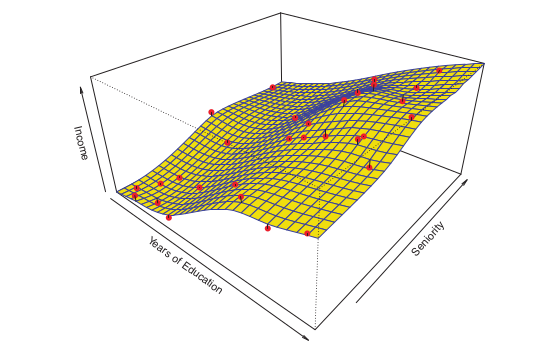 Income
Years of Education
Seniority